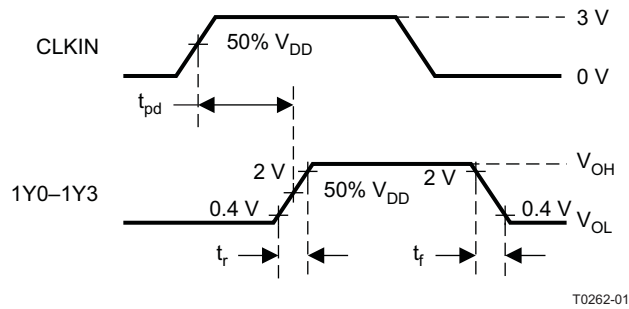 3 V
CLKIN
50% V_DD
0 V
t_pd
V_OH
2 V
2 V
1Y0–1Y3
50% V_DD
0.4 V
0.4 V
V_OL
t_r
t_f
T0262-01